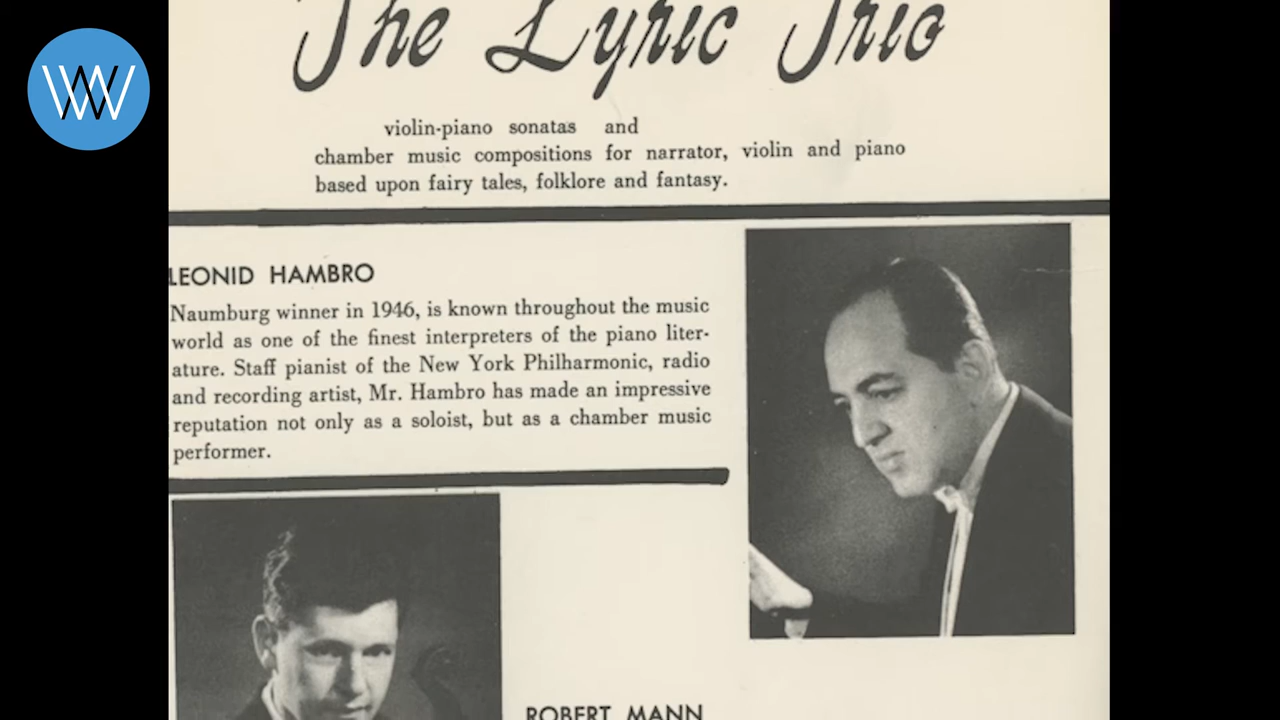 W
The Lyric Trio
violin-piano sonatas and
chamber music compositions for narrator, violin and piano
based upon fairy tales, folklore and fantasy.
LEONID HAMBRO
Naumburg winner in 1946, is known throughout the music
world as one of the finest interpreters of the piano liter-
ature. Staff pianist of the New York Philharmonic, radio
and recording artist, Mr. Hambro has made an impressive
reputation not only as a soloist, but as a chamber music
performer.
ROBERT MANN